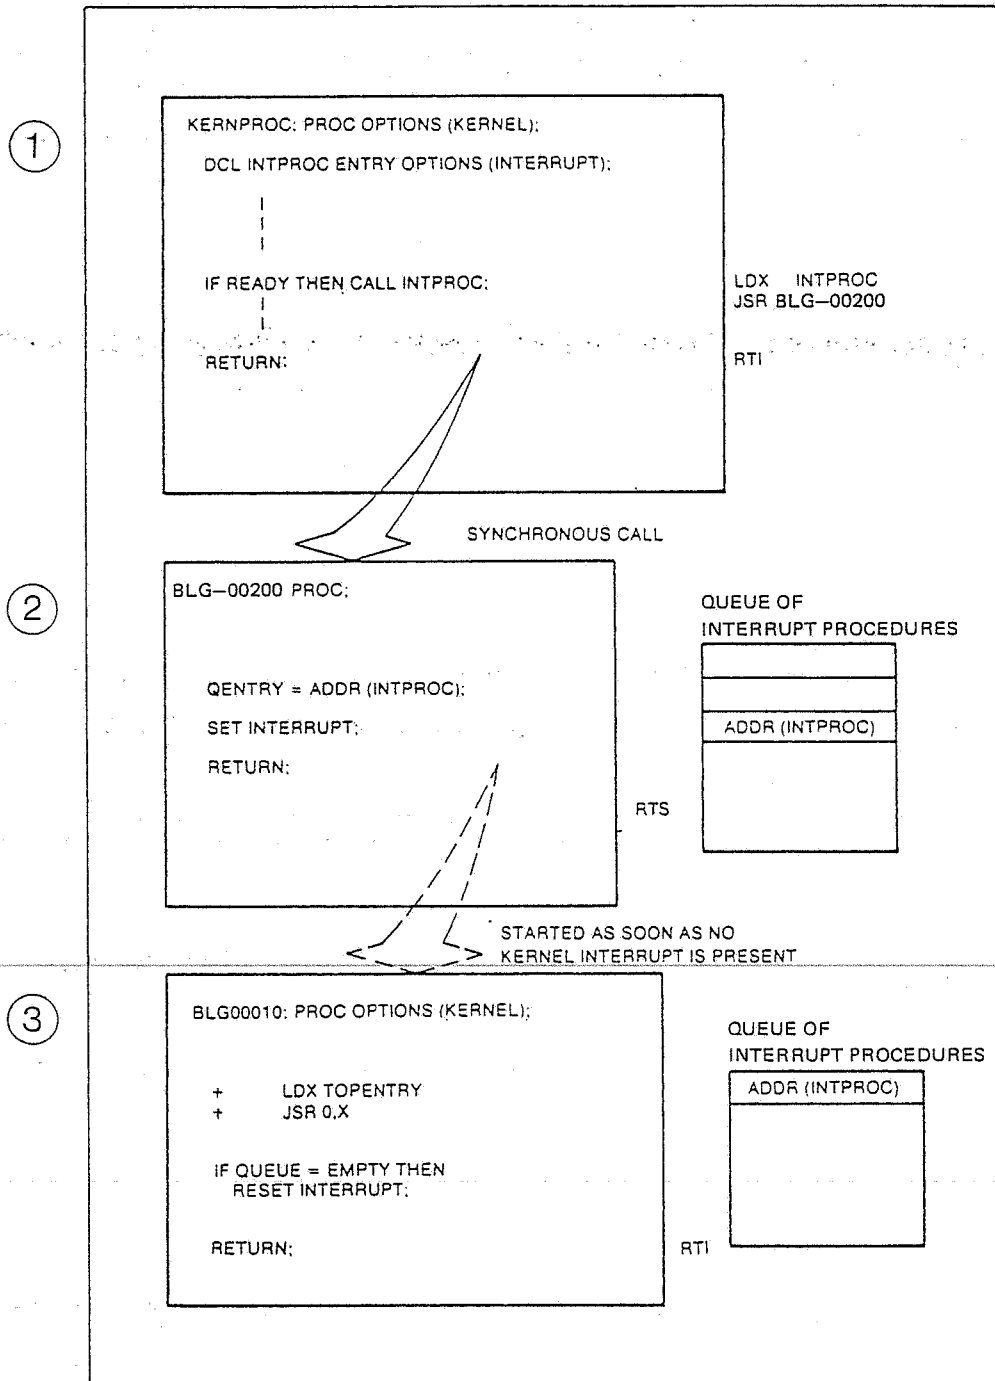 1
KERNPROC: PROC OPTIONS (KERNEL);
DCL INTPROC ENTRY OPTIONS (INTERRUPT);
IF READY THEN CALL INTPROC;
LDX INTPROC
JSR BLG—00200
RETURN;
RTI
SYNCHRONOUS CALL
2
BLG—00200 PROC;
QENTRY = ADDR (INTPROC);
SET INTERRUPT;
RETURN;
RTS
QUEUE OF
INTERRUPT PROCEDURES
ADDR (INTPROC)
STARTED AS SOON AS NO
KERNEL INTERRUPT IS PRESENT
3
BLG00010: PROC OPTIONS (KERNEL);
+ LDX TOPENTRY
+ JSR 0,X
IF QUEUE = EMPTY THEN
RESET INTERRUPT;
RETURN;
RTI
QUEUE OF
INTERRUPT PROCEDURES
ADDR (INTPROC)